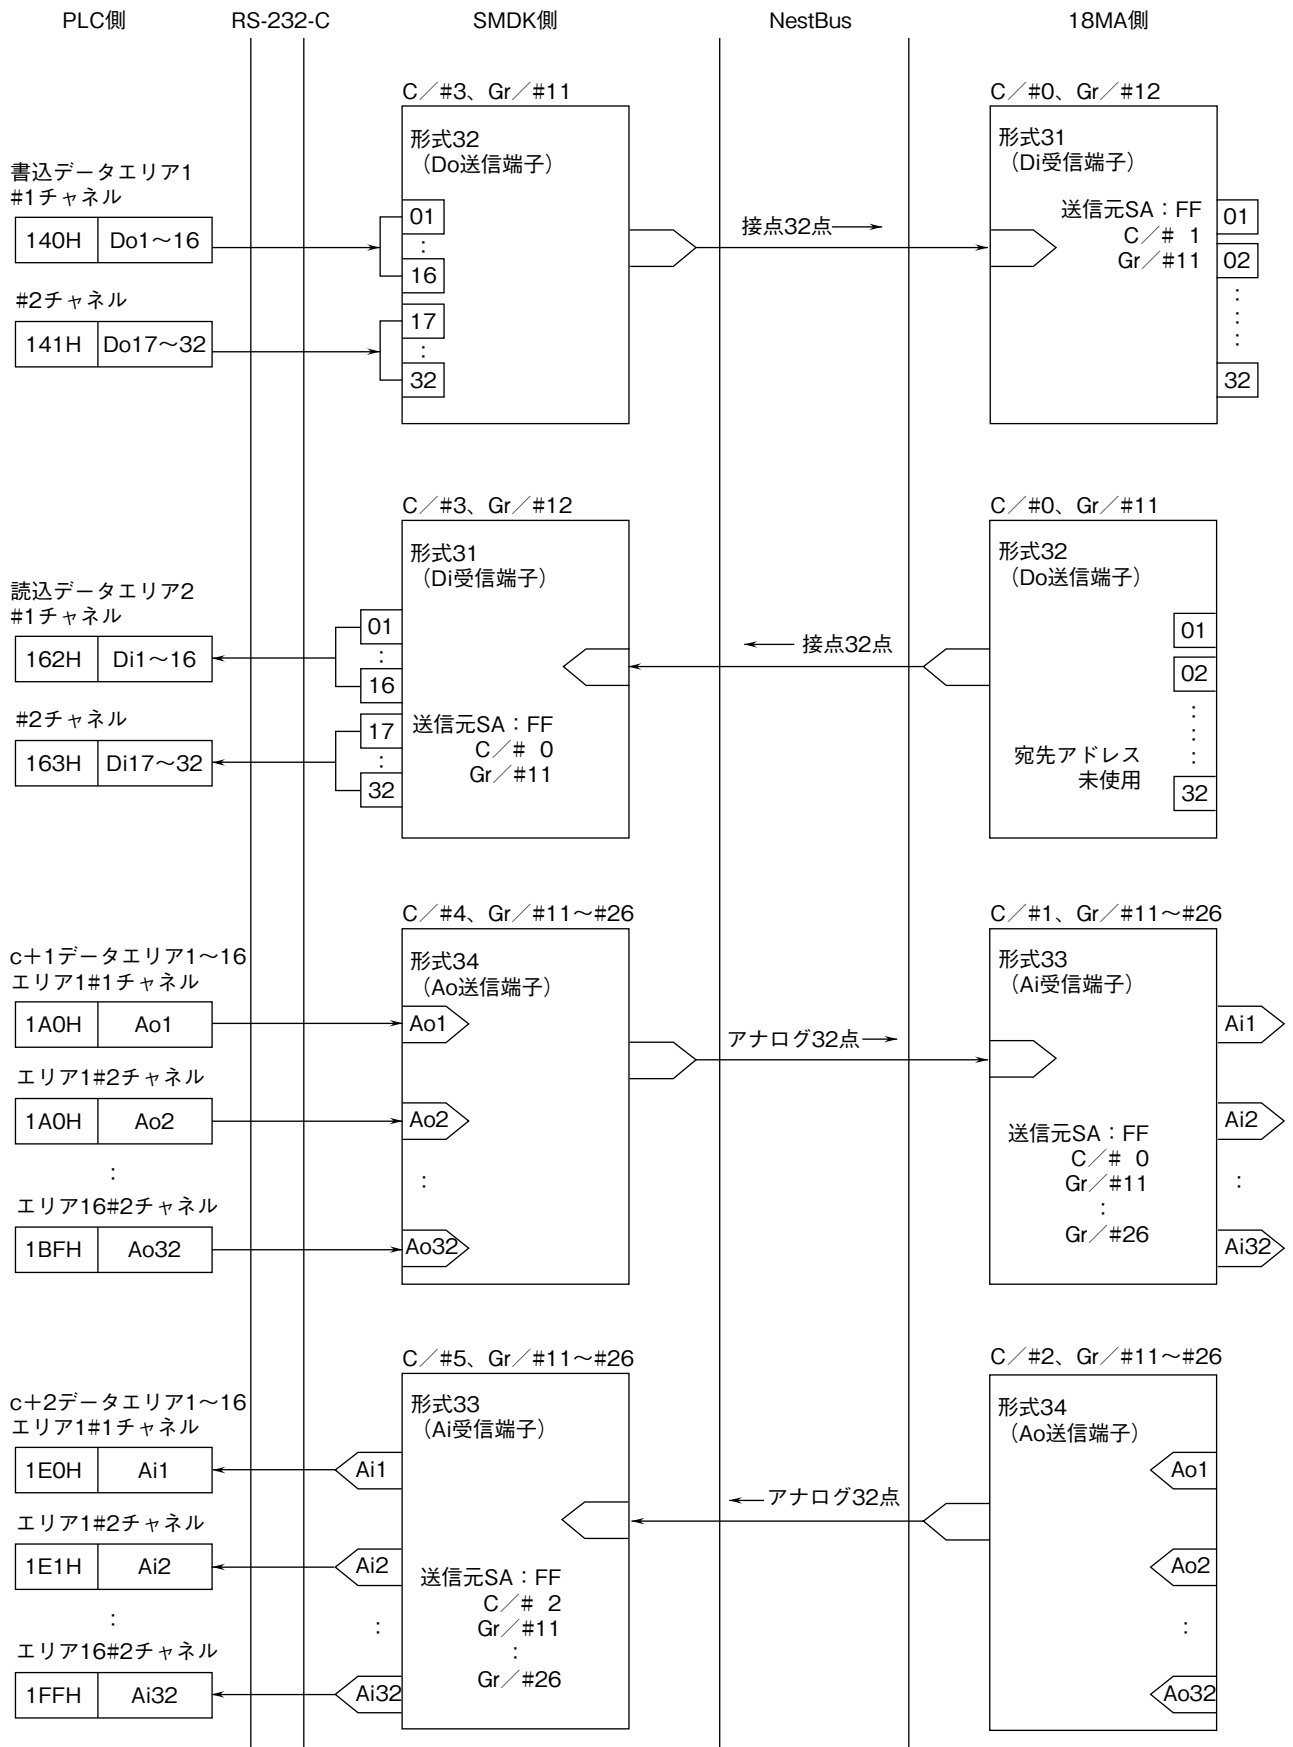 PLC側
RS-232-C
SMDK側
NestBus
18MA側
C／#3、Gr／#11
形式32
（Do送信端子）
書込データエリア1
#1チャネル
140H
Do1～16
01
:
16
#2チャネル
141H
Do17～32
17
:
32
接点32点→
C／#0、Gr／#12
形式31
（Di受信端子）
送信元SA：FF
C／# 1
Gr／#11
01
02
:
:
:
32
C／#3、Gr／#12
形式31
（Di受信端子）
読込データエリア2
#1チャネル
162H
Di1～16
01
:
16
#2チャネル
163H
Di17～32
17
:
32
送信元SA：FF
C／# 0
Gr／#11
← 接点32点
C／#0、Gr／#11
形式32
（Do送信端子）
01
02
:
:
:
宛先アドレス
未使用
32
C／#4、Gr／#11～#26
形式34
（Ao送信端子）
c＋1データエリア1～16
エリア1#1チャネル
1A0H
Ao1
Ao1
エリア1#2チャネル
1A0H
Ao2
Ao2
:
:
エリア16#2チャネル
1BFH
Ao32
Ao32
アナログ32点→
C／#1、Gr／#11～#26
形式33
（Ai受信端子）
Ai1
Ai2
送信元SA：FF
C／# 0
Gr／#11
:
Gr／#26
:
Ai32
C／#5、Gr／#11～#26
形式33
（Ai受信端子）
c＋2データエリア1～16
エリア1#1チャネル
1E0H
Ai1
Ai1
エリア1#2チャネル
1E1H
Ai2
Ai2
:
:
エリア16#2チャネル
1FFH
Ai32
Ai32
送信元SA：FF
C／# 2
Gr／#11
:
Gr／#26
←アナログ32点
C／#2、Gr／#11～#26
形式34
（Ao送信端子）
Ao1
Ao2
:
Ao32